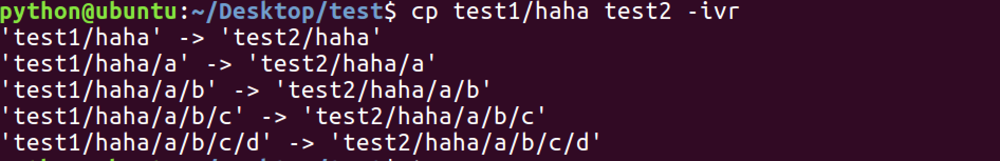 python@ubuntu:~/Desktop/test$ cp test1/haha test2 -ivr
'test1/haha' -> 'test2/haha'
'test1/haha/a' -> 'test2/haha/a'
'test1/haha/a/b' -> 'test2/haha/a/b'
'test1/haha/a/b/c' -> 'test2/haha/a/b/c'
'test1/haha/a/b/c/d' -> 'test2/haha/a/b/c/d'